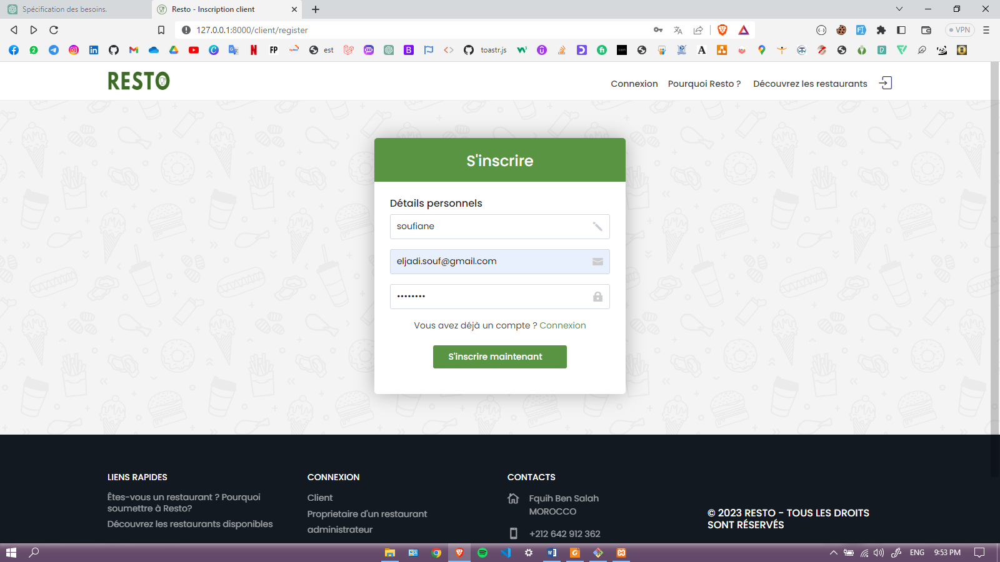 Spécification des besoins.
Resto - Inscription client
127.0.0.1:8000/client/register
VPN
est
toastr.js
RESTO
Connexion
Pourquoi Resto ?
Découvrez les restaurants
S'inscrire
Détails personnels
soufiane
eljadi.souf@gmail.com
••••••••
Vous avez déjà un compte ? Connexion
S'inscrire maintenant
LIENS RAPIDES
Êtes-vous un restaurant ? Pourquoi
soumettre à Resto?
Découvrez les restaurants disponibles
CONNEXION
Client
Proprietaire d'un restaurant
administrateur
CONTACTS
Fquih Ben Salah
MOROCCO
+212 642 912 362
© 2023 RESTO - TOUS LES DROITS
SONT RÉSERVÉS
ENG
9:53 PM